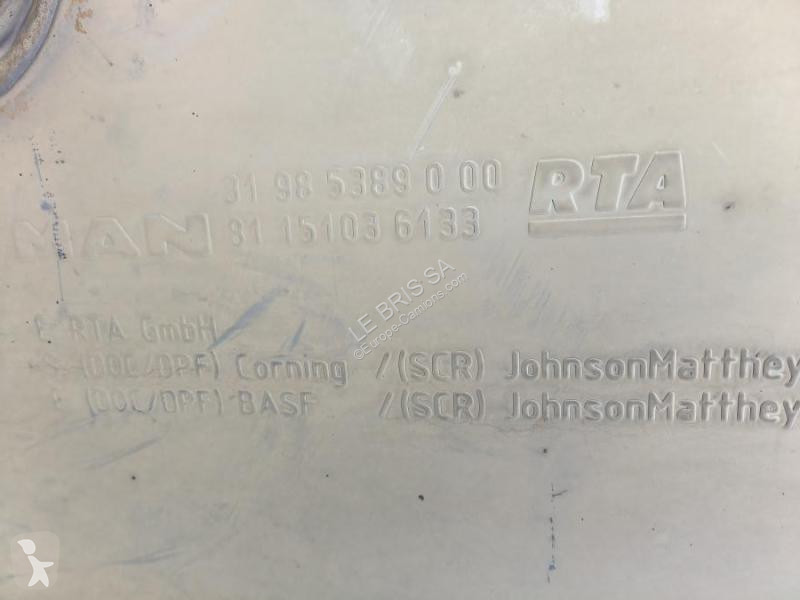 31 98 5389 0 00 RTA
MAN 81 15103 6133
RTA GmbH
(DOC/DPF) Corning /(SCR) JohnsonMatthey
(DOC/DPF) BASF /(SCR) JohnsonMatthey
LE BRIS SA
©Europe-Camions.com